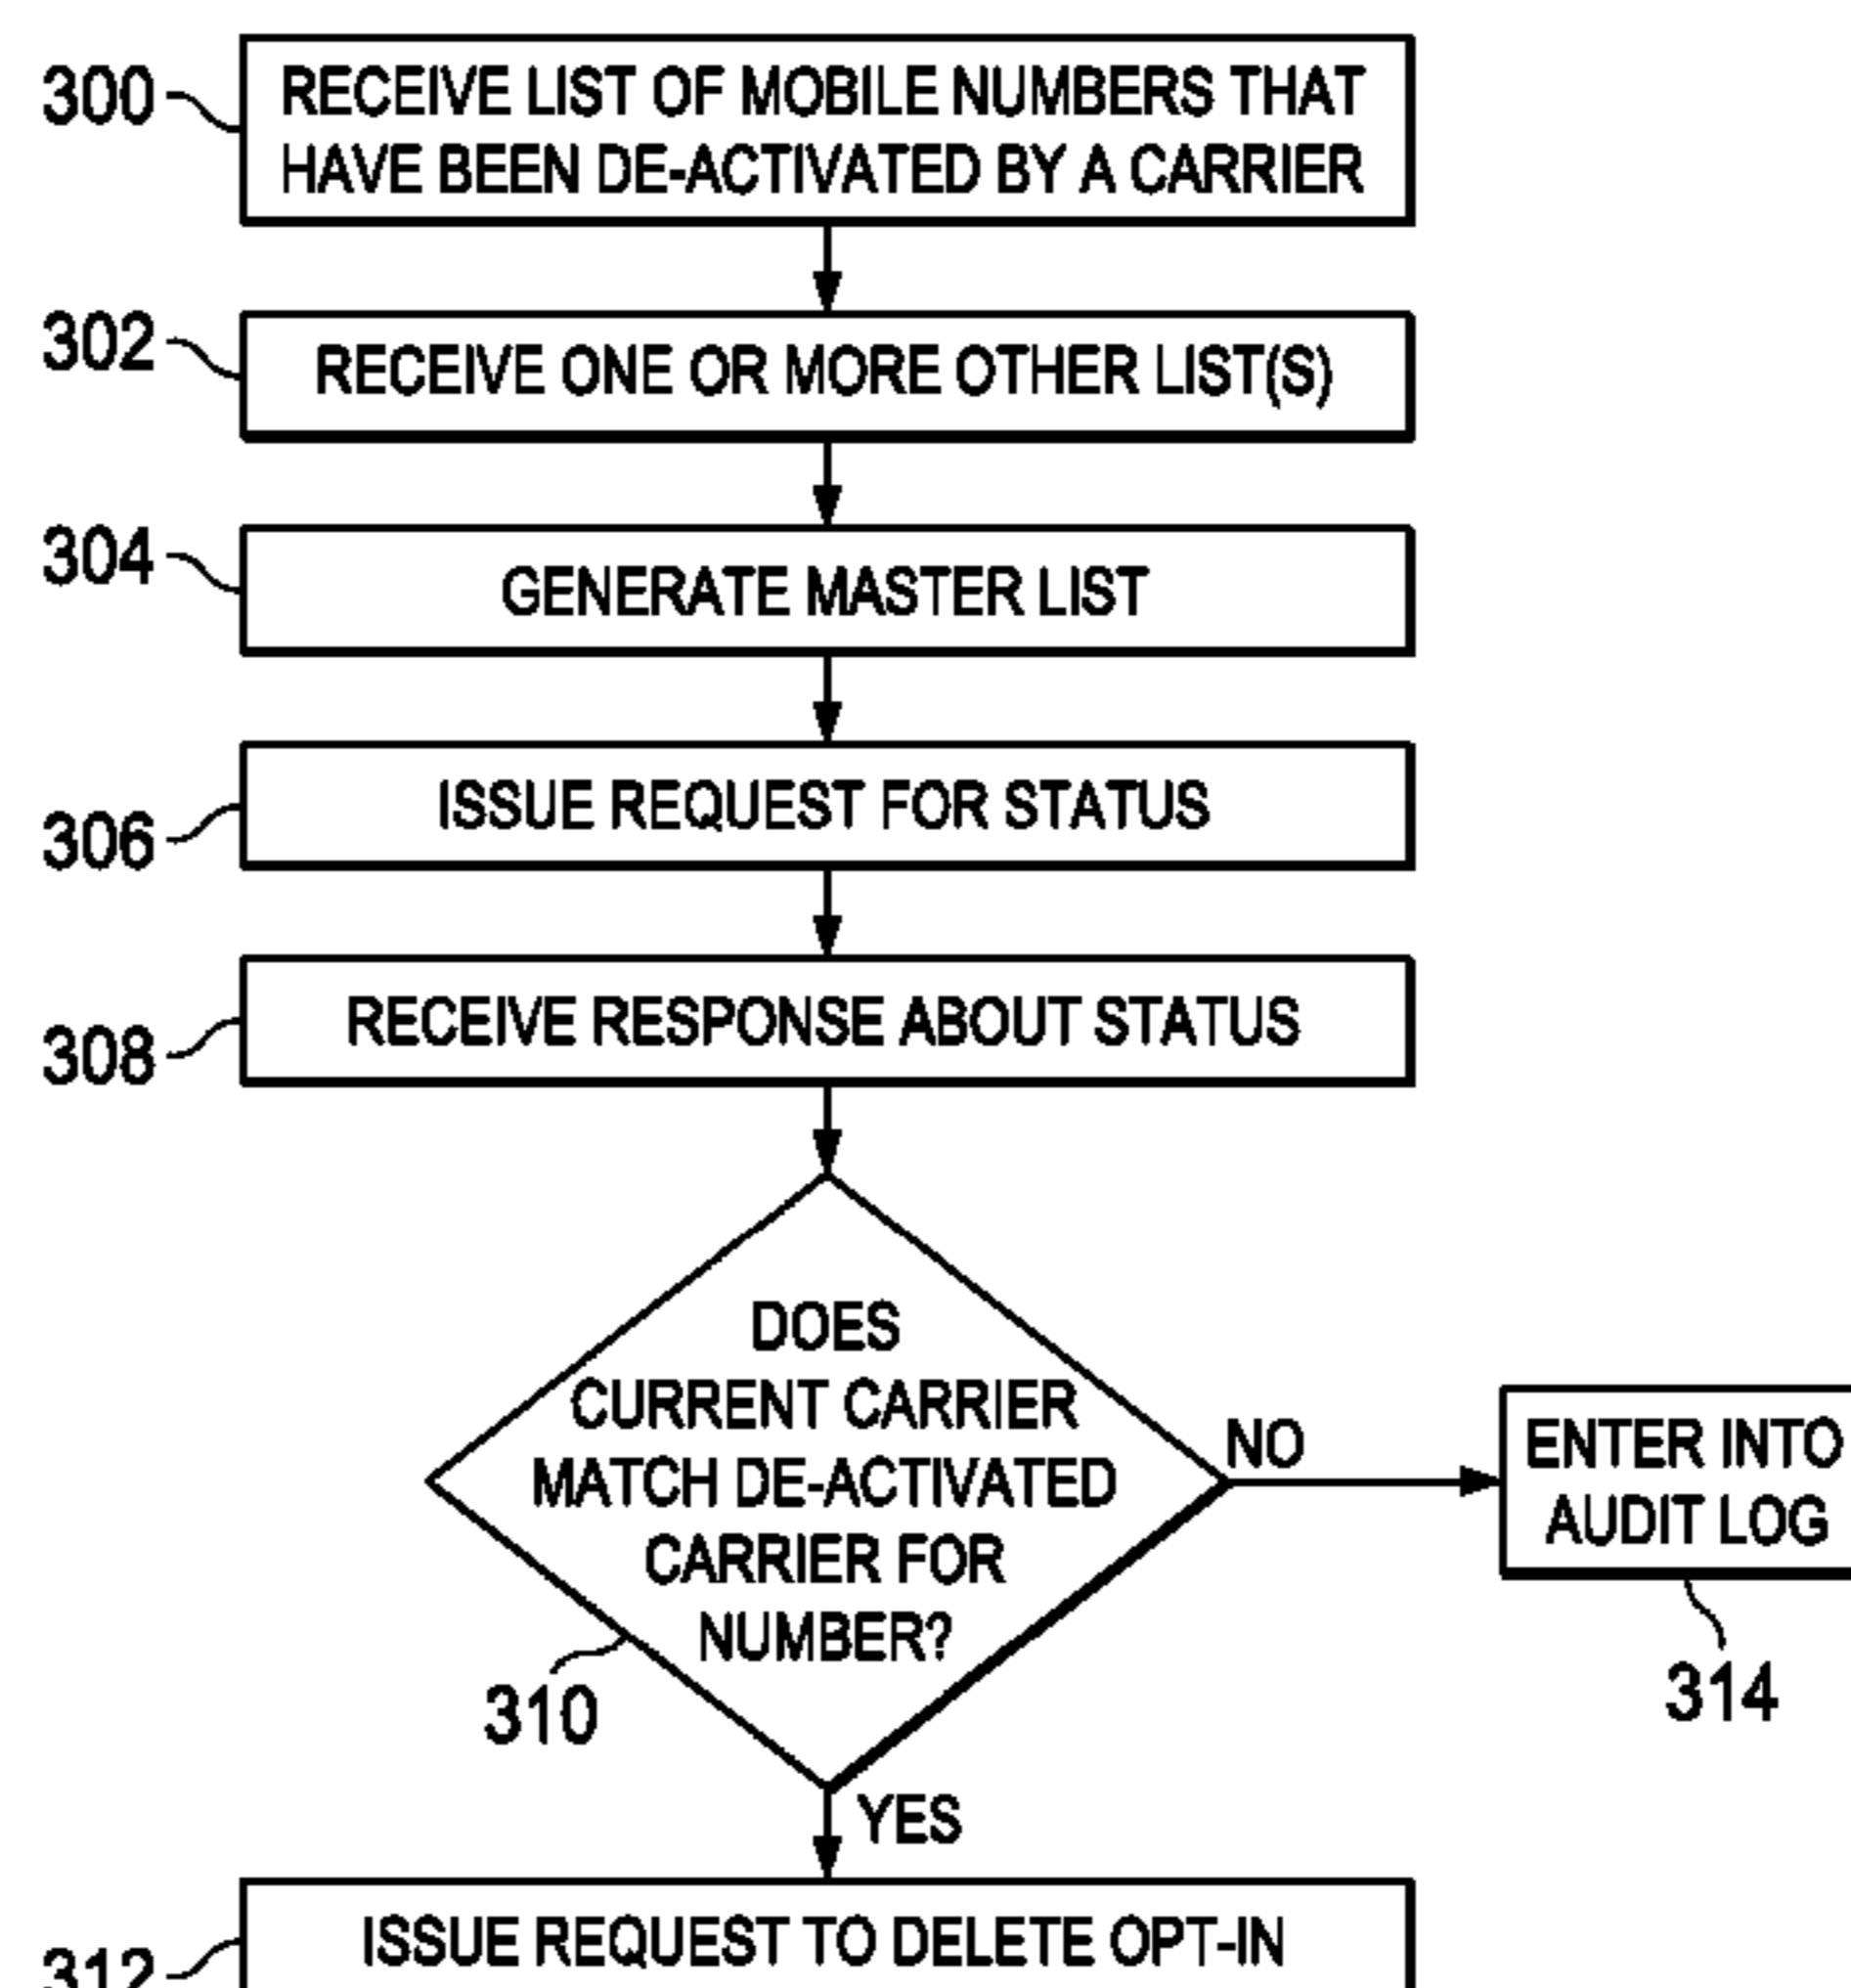 300
RECEIVE LIST OF MOBILE NUMBERS THAT
HAVE BEEN DE-ACTIVATED BY A CARRIER
302
RECEIVE ONE OR MORE OTHER LIST(S)
304
GENERATE MASTER LIST
306
ISSUE REQUEST FOR STATUS
308
RECEIVE RESPONSE ABOUT STATUS
DOES
CURRENT CARRIER
MATCH DE-ACTIVATED
CARRIER FOR
NUMBER?
310
NO
ENTER INTO
AUDIT LOG
314
YES
312
ISSUE REQUEST TO DELETE OPT-IN